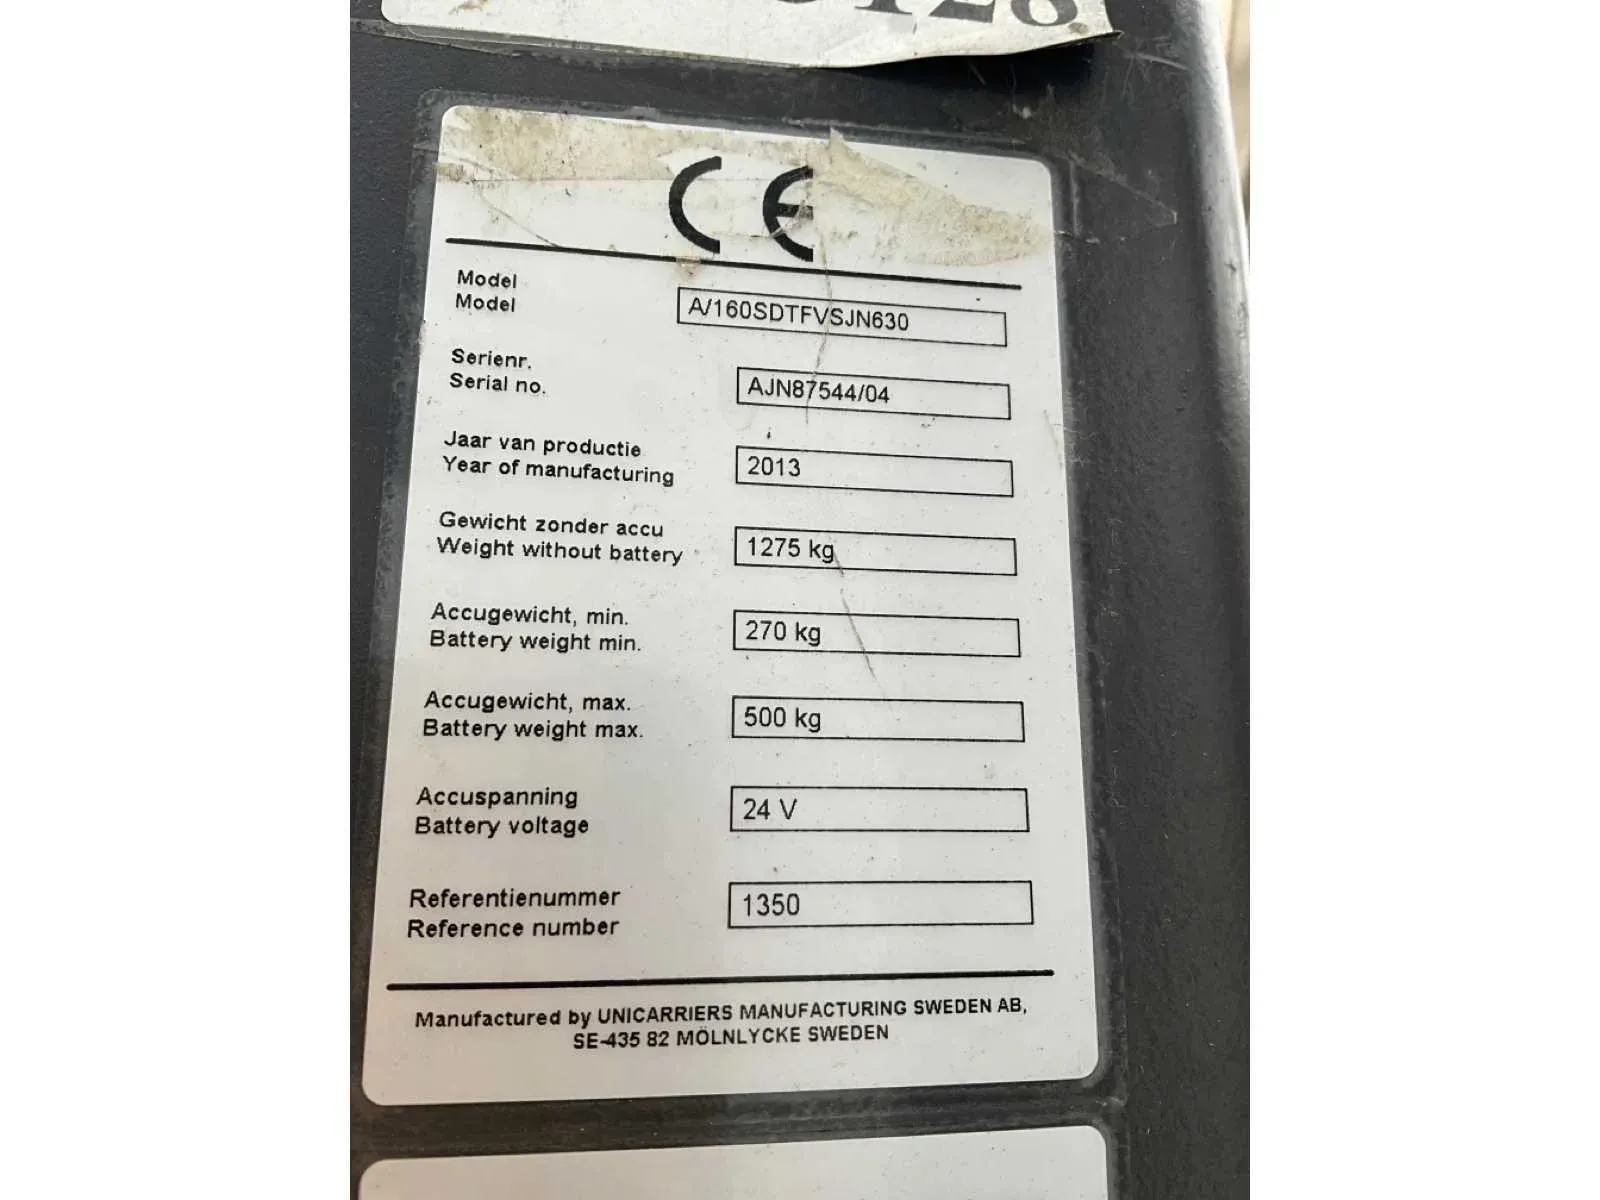 CE
Model
Model
A/160SDTFVSJN630
Serienr.
Serial no.
AJN87544/04
Jaar van productie
Year of manufacturing
2013
Gewicht zonder accu
Weight without battery
1275 kg
Accugewicht, min.
Battery weight min.
270 kg
Accugewicht, max.
Battery weight max.
500 kg
Accuspanning
Battery voltage
24 V
Referentienummer
Reference number
1350
Manufactured by UNICARRIERS MANUFACTURING SWEDEN AB,
SE-435 82 MÖLNLYCKE SWEDEN